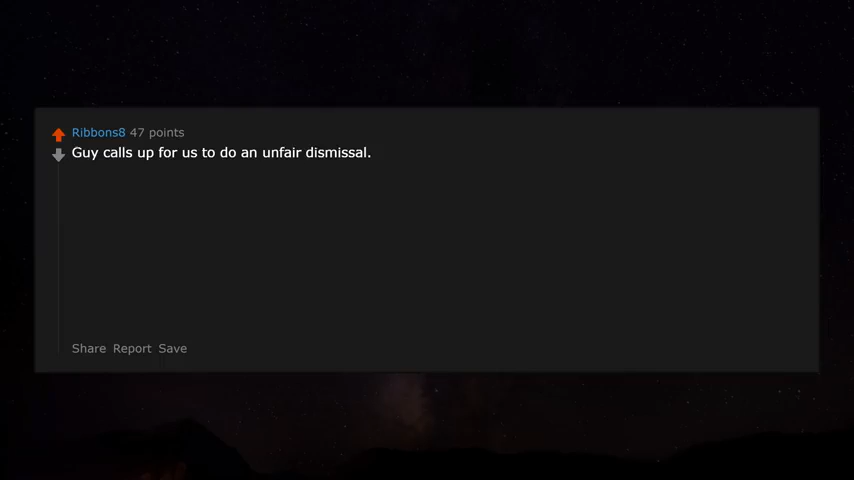 Ribbons8 47 points
Guy calls up for us to do an unfair dismissal.
Share Report Save